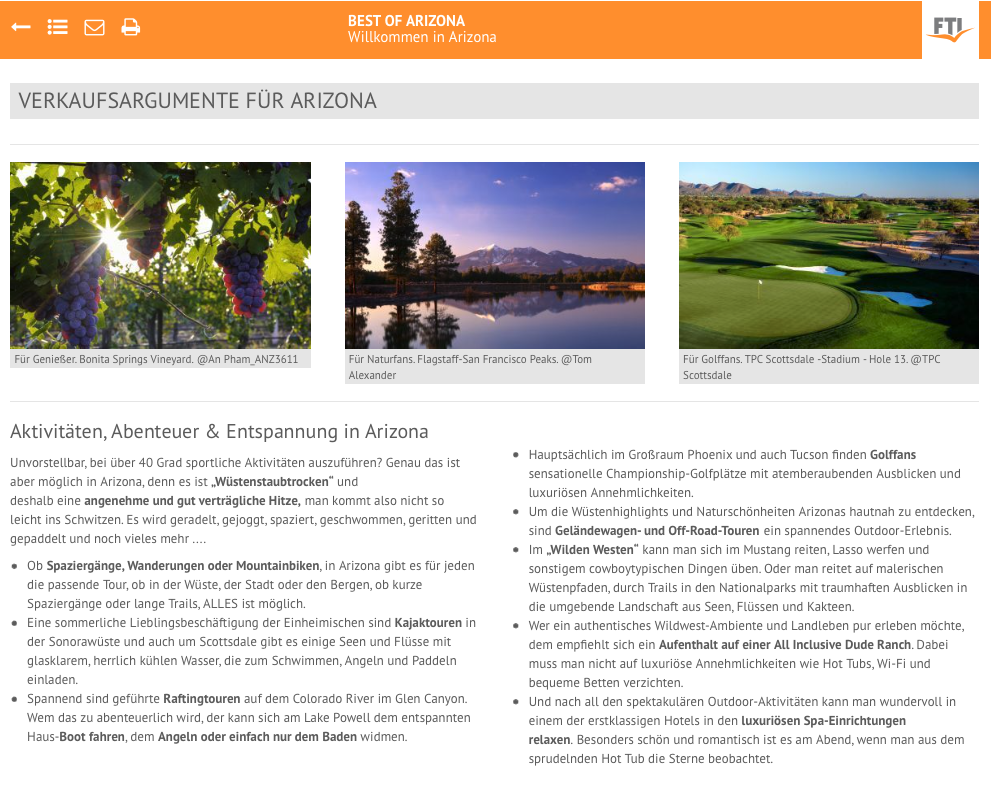 BEST OF ARIZONA
Willkommen in Arizona
FTI
VERKAUFSARGUMENTE FÜR ARIZONA
Für Genießer. Bonita Springs Vineyard. @An Pham_ANZ3611
Für Naturfans. Flagstaff-San Francisco Peaks. @Tom
Alexander
Für Golffans. TPC Scottsdale -Stadium - Hole 13. @TPC
Scottsdale
Aktivitäten, Abenteuer & Entspannung in Arizona
Unvorstellbar, bei über 40 Grad sportliche Aktivitäten auszuführen? Genau das ist
aber möglich in Arizona, denn es ist „Wüstenstaubtrocken“ und
deshalb eine angenehme und gut verträgliche Hitze, man kommt also nicht so
leicht ins Schwitzen. Es wird geradelt, gejoggt, spaziert, geschwommen, geritten und
gepaddelt und noch vieles mehr ....
• Ob Spaziergänge, Wanderungen oder Mountainbiken, in Arizona gibt es für jeden
die passende Tour, ob in der Wüste, der Stadt oder den Bergen, ob kurze
Spaziergänge oder lange Trails, ALLES ist möglich.
• Eine sommerliche Lieblingsbeschäftigung der Einheimischen sind Kajaktouren in
der Sonorawüste und auch um Scottsdale gibt es einige Seen und Flüsse mit
glasklarem, herrlich kühlen Wasser, die zum Schwimmen, Angeln und Paddeln
einladen.
• Spannend sind geführte Raftingtouren auf dem Colorado River im Glen Canyon.
Wem das zu abenteuerlich wird, der kann sich am Lake Powell dem entspannten
Haus-Boot fahren, dem Angeln oder einfach nur dem Baden widmen.
• Hauptsächlich im Großraum Phoenix und auch Tucson finden Golffans
sensationelle Championship-Golfplätze mit atemberaubenden Ausblicken und
luxuriösen Annehmlichkeiten.
• Um die Wüstenhighlights und Naturschönheiten Arizonas hautnah zu entdecken,
sind Geländewagen- und Off-Road-Touren ein spannendes Outdoor-Erlebnis.
• Im „Wilden Westen“ kann man sich im Mustang reiten, Lasso werfen und
sonstigem cowboytypischen Dingen üben. Oder man reitet auf malerischen
Wüstenpfaden, durch Trails in den Nationalparks mit traumhaften Ausblicken in
die umgebende Landschaft aus Seen, Flüssen und Kakteen.
• Wer ein authentisches Wildwest-Ambiente und Landleben pur erleben möchte,
dem empfiehlt sich ein Aufenthalt auf einer All Inclusive Dude Ranch. Dabei
muss man nicht auf luxuriöse Annehmlichkeiten wie Hot Tubs, Wi-Fi und
bequeme Betten verzichten.
• Und nach all den spektakulären Outdoor-Aktivitäten kann man wundervoll in
einem der erstklassigen Hotels in den luxuriösen Spa-Einrichtungen
relaxen. Besonders schön und romantisch ist es am Abend, wenn man aus dem
sprudelnden Hot Tub die Sterne beobachtet.